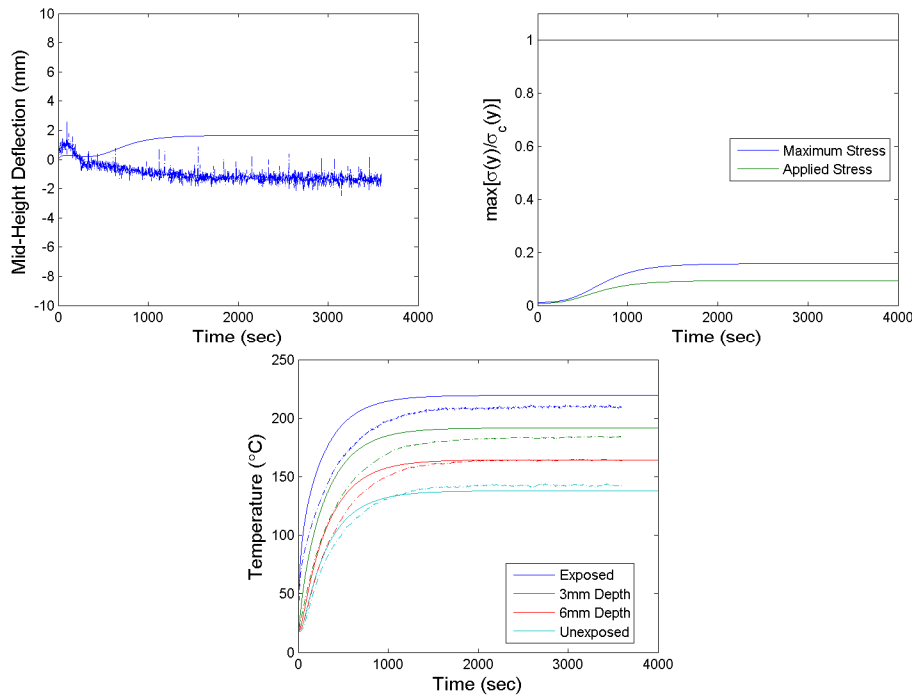 10
8
6
4
2
0
-2
-4
-6
-8
-10
Mid-Height Deflection (mm)
0 1000 2000 3000 4000
Time (sec)
1
0.8
0.6
0.4
0.2
0
max[σ(y)/σc(y)]
Maximum Stress
Applied Stress
0 1000 2000 3000 4000
Time (sec)
250
200
150
100
50
0
Temperature (°C)
Exposed
3mm Depth
6mm Depth
Unexposed
0 1000 2000 3000 4000
Time (sec)